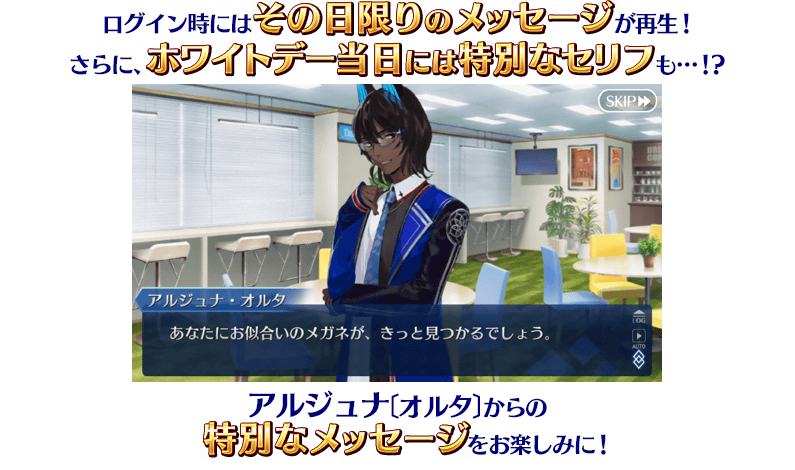 ログイン時にはその日限りのメッセージが再生！
さらに、ホワイトデー当日には特別なセリフも…！？
SKIP
アルジュナ・オルタ
あなたにお似合いのメガネが、きっと見つかるでしょう。
LOG
AUTO
アルジュナ〔オルタ〕からの
特別なメッセージをお楽しみに！